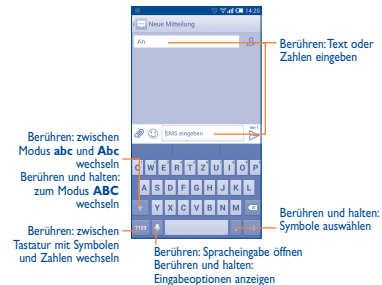 14:20
Neue Mitteilung
An
Berühren: Text oder
Zahlen eingeben
SMS eingeben
Berühren: zwischen
Modus abc und Abc
wechseln
Berühren und halten:
zum Modus ABC
wechseln
Q W E R T Z U I O P
A S D F G H J K L
Y X C V B N M
?123
Berühren und halten:
Symbole auswählen
Berühren: zwischen
Tastatur mit Symbolen
und Zahlen wechseln
Berühren: Spracheingabe öffnen
Berühren und halten:
Eingabeoptionen anzeigen